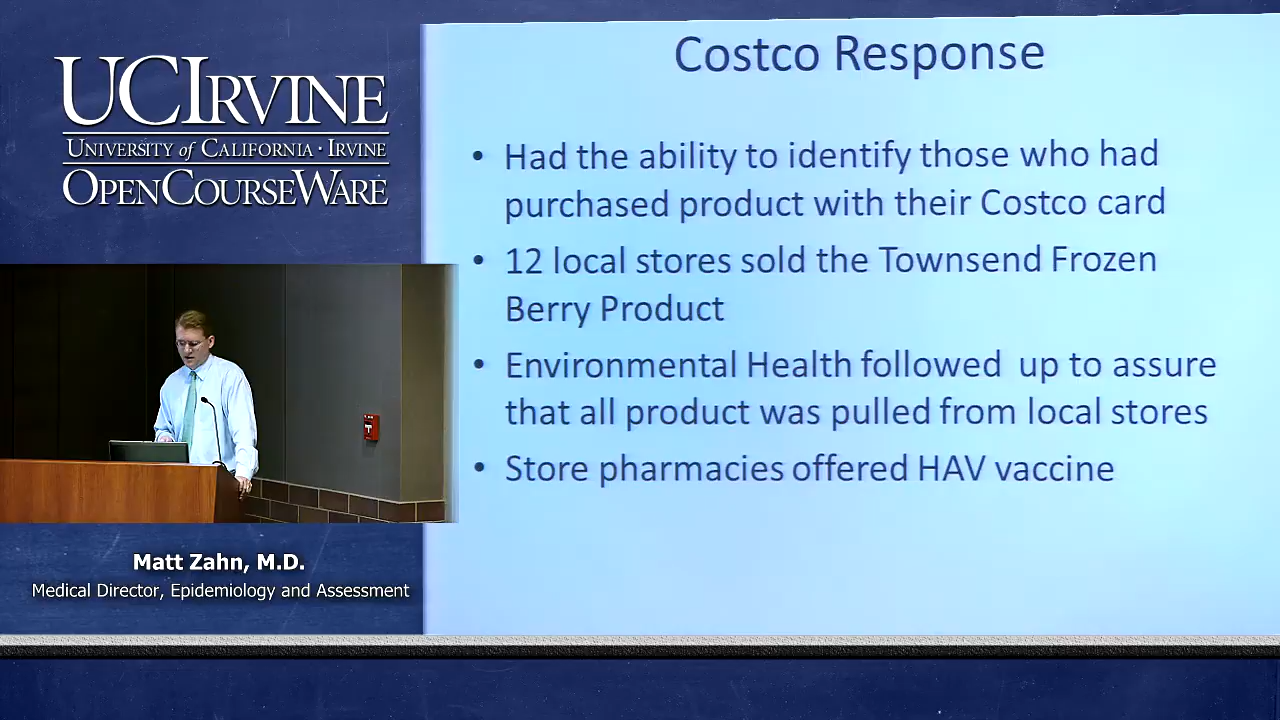 UCIRVINE
UNIVERSITY of CALIFORNIA · IRVINE
OPENCOURSEWARE
Costco Response
• Had the ability to identify those who had
purchased product with their Costco card
• 12 local stores sold the Townsend Frozen
Berry Product
• Environmental Health followed up to assure
that all product was pulled from local stores
• Store pharmacies offered HAV vaccine
Matt Zahn, M.D.
Medical Director, Epidemiology and Assessment